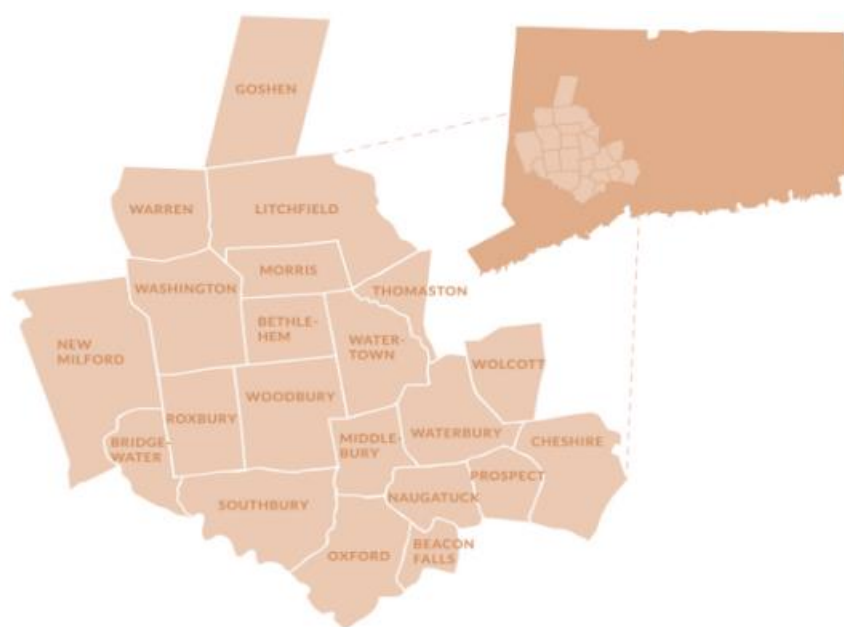 GOSHEN
WARREN
LITCHFIELD
MORRIS
WASHINGTON
THOMASTON
BETHLE-
HEM
WATER-
TOWN
NEW
MILFORD
WOLCOTT
WOODBURY
ROXBURY
WATERBURY
MIDDLE-
BURY
CHESHIRE
BRIDGE-
WATER
PROSPECT
NAUGATUCK
SOUTHBURY
OXFORD
BEACON
FALLS